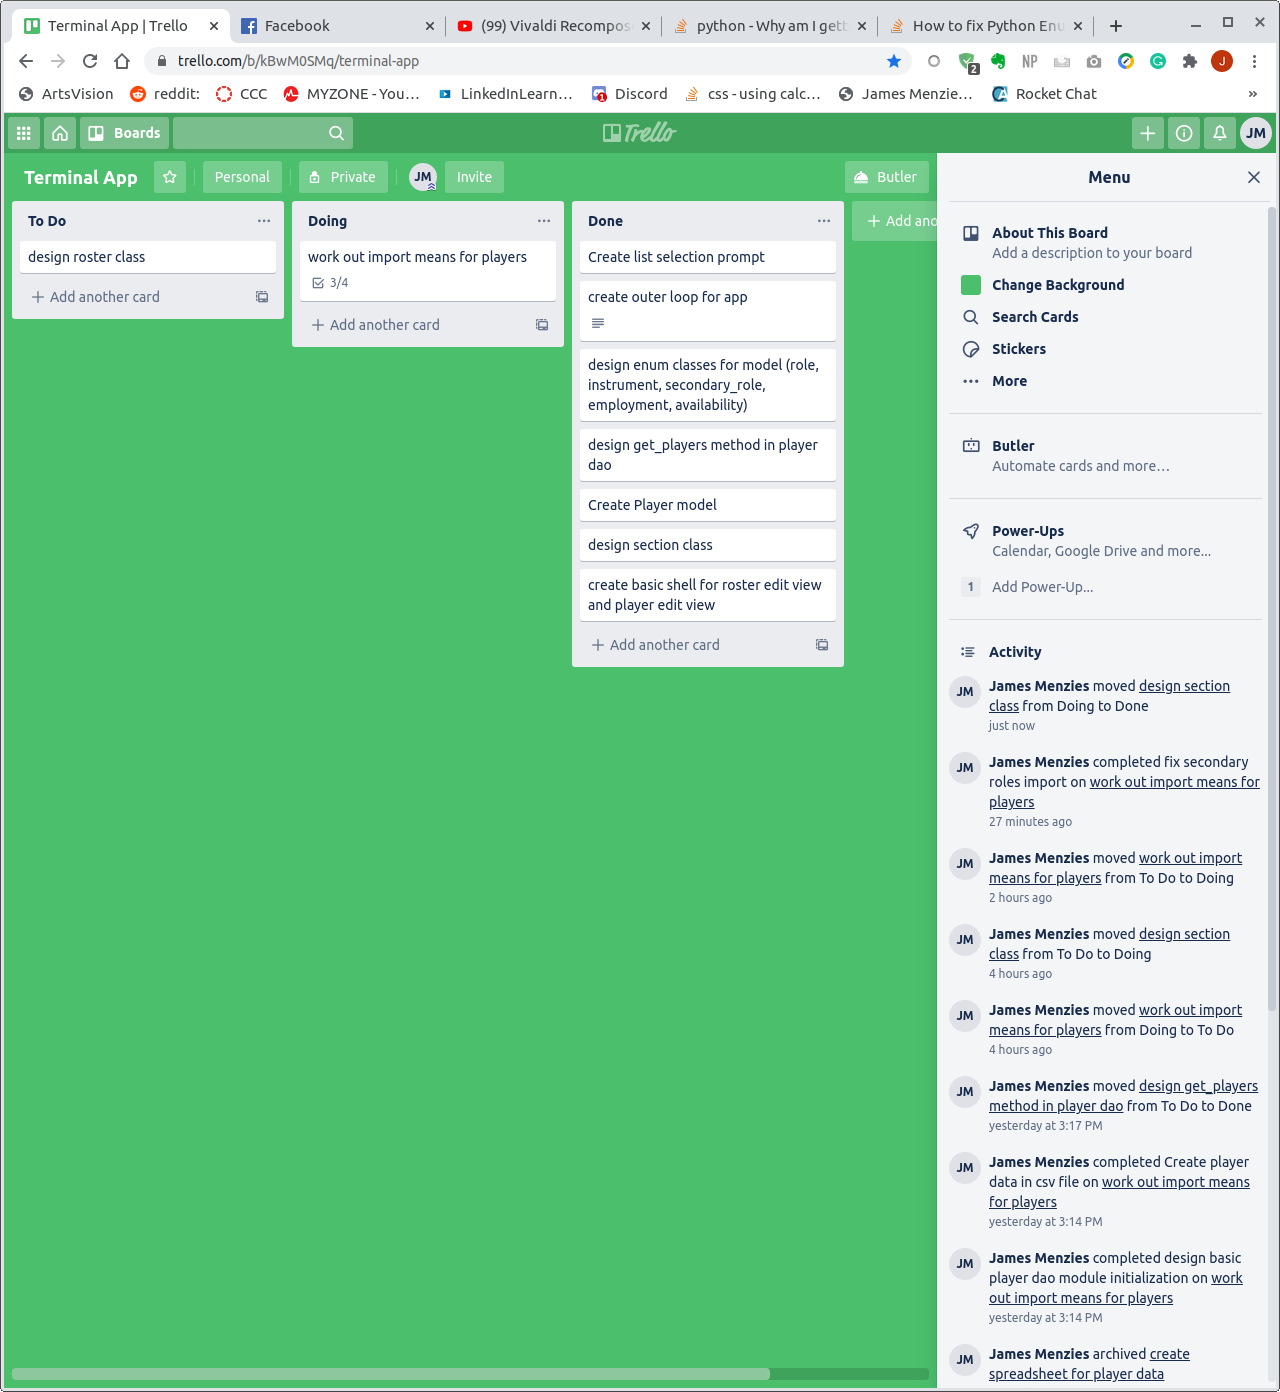 Terminal App | Trello
Facebook
(99) Vivaldi Recompos
python - Why am I gett
How to fix Python Enu
trello.com/b/kBwM0SMq/terminal-app
2
NP
J
ArtsVision
reddit:
CCC
MYZONE - You…
LinkedInLearn…
1
Discord
css - using calc…
James Menzie…
Rocket Chat
»
Boards
Trello
JM
Terminal App
Personal
Private
JM
Invite
Butler
To Do
design roster class
Add another card
Doing
work out import means for players
3/4
Add another card
Done
Create list selection prompt
create outer loop for app
design enum classes for model (role,
instrument, secondary_role,
employment, availability)
design get_players method in player
dao
Create Player model
design section class
create basic shell for roster edit view
and player edit view
Add another card
Add ano
Menu
About This Board
Add a description to your board
Change Background
Search Cards
Stickers
More
Butler
Automate cards and more…
Power-Ups
Calendar, Google Drive and more...
1 Add Power-Up...
Activity
JM
James Menzies moved design section
class from Doing to Done
just now
JM
James Menzies completed fix secondary
roles import on work out import means for
players
27 minutes ago
JM
James Menzies moved work out import
means for players from To Do to Doing
2 hours ago
JM
James Menzies moved design section
class from To Do to Doing
4 hours ago
JM
James Menzies moved work out import
means for players from Doing to To Do
4 hours ago
JM
James Menzies moved design get_players
method in player dao from To Do to Done
yesterday at 3:17 PM
JM
James Menzies completed Create player
data in csv file on work out import means
for players
yesterday at 3:14 PM
JM
James Menzies completed design basic
player dao module initialization on work
out import means for players
yesterday at 3:14 PM
JM
James Menzies archived create
spreadsheet for player data